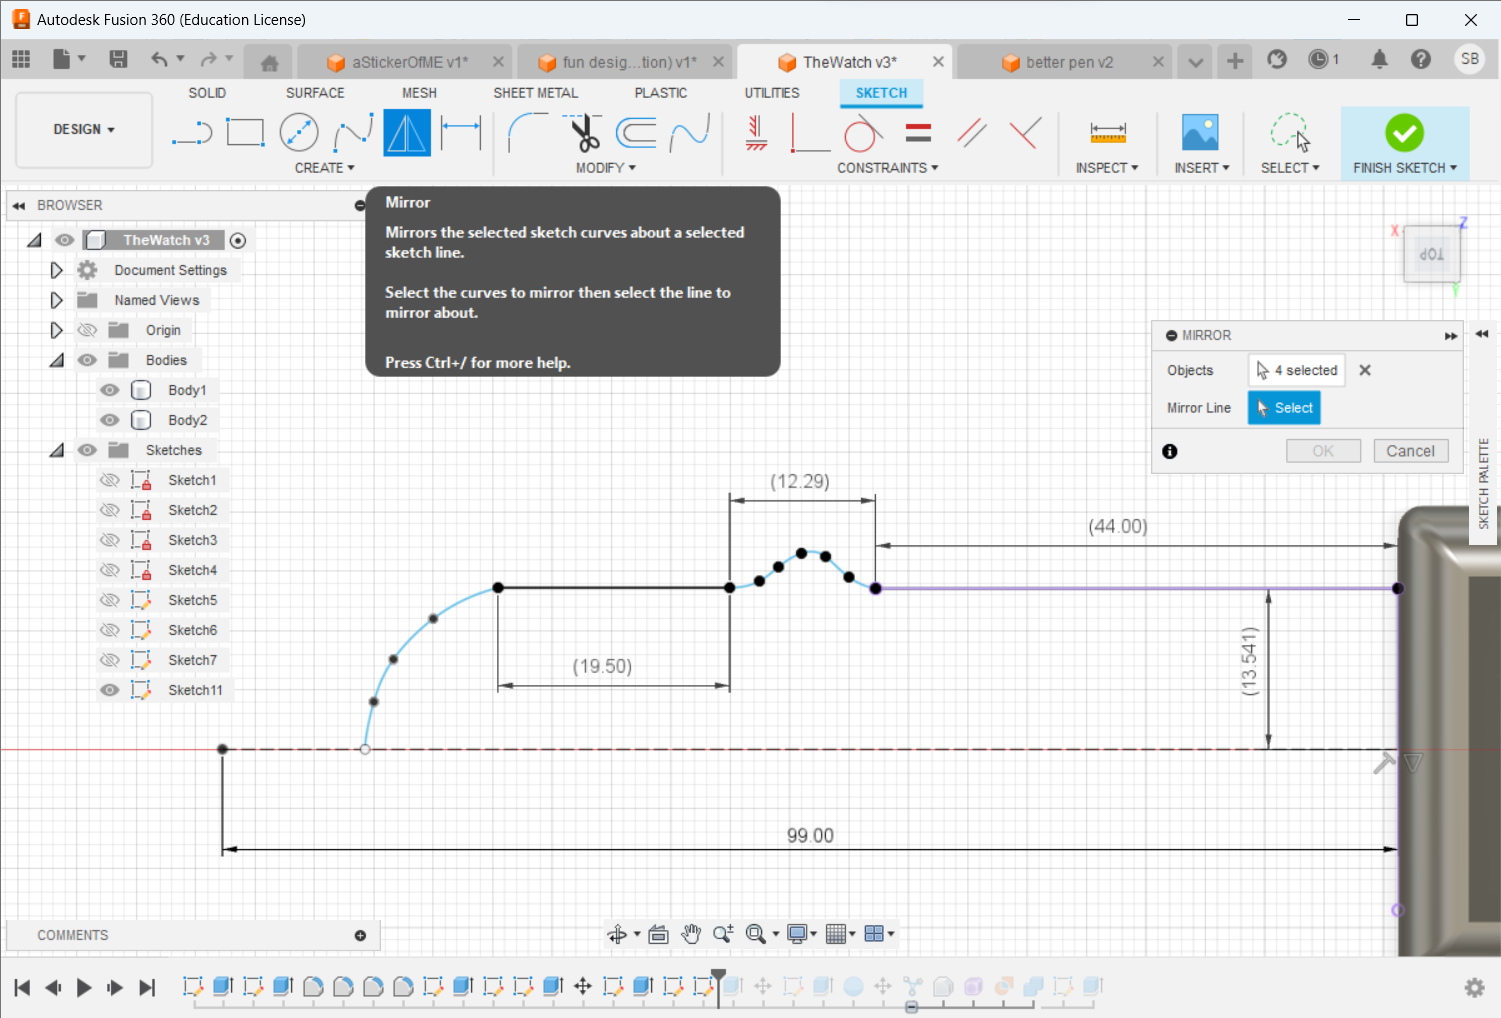 Autodesk Fusion 360 (Education License)
aStickerOfME v1*
fun desig...tion) v1*
TheWatch v3*
better pen v2
1
SB
SOLID
SURFACE
MESH
SHEET METAL
PLASTIC
UTILITIES
SKETCH
DESIGN
CREATE
MODIFY
CONSTRAINTS
INSPECT
INSERT
SELECT
FINISH SKETCH
BROWSER
TheWatch v3
Document Settings
Named Views
Origin
Bodies
Body1
Body2
Sketches
Sketch1
Sketch2
Sketch3
Sketch4
Sketch5
Sketch6
Sketch7
Sketch11
Mirror
Mirrors the selected sketch curves about a selected
sketch line.
Select the curves to mirror then select the line to
mirror about.
Press Ctrl+/ for more help.
X
Z
TOP
Y
MIRROR
Objects
4 selected
Mirror Line
Select
OK
Cancel
SKETCH PALETTE
(12.29)
(44.00)
(19.50)
(13.541)
99.00
COMMENTS